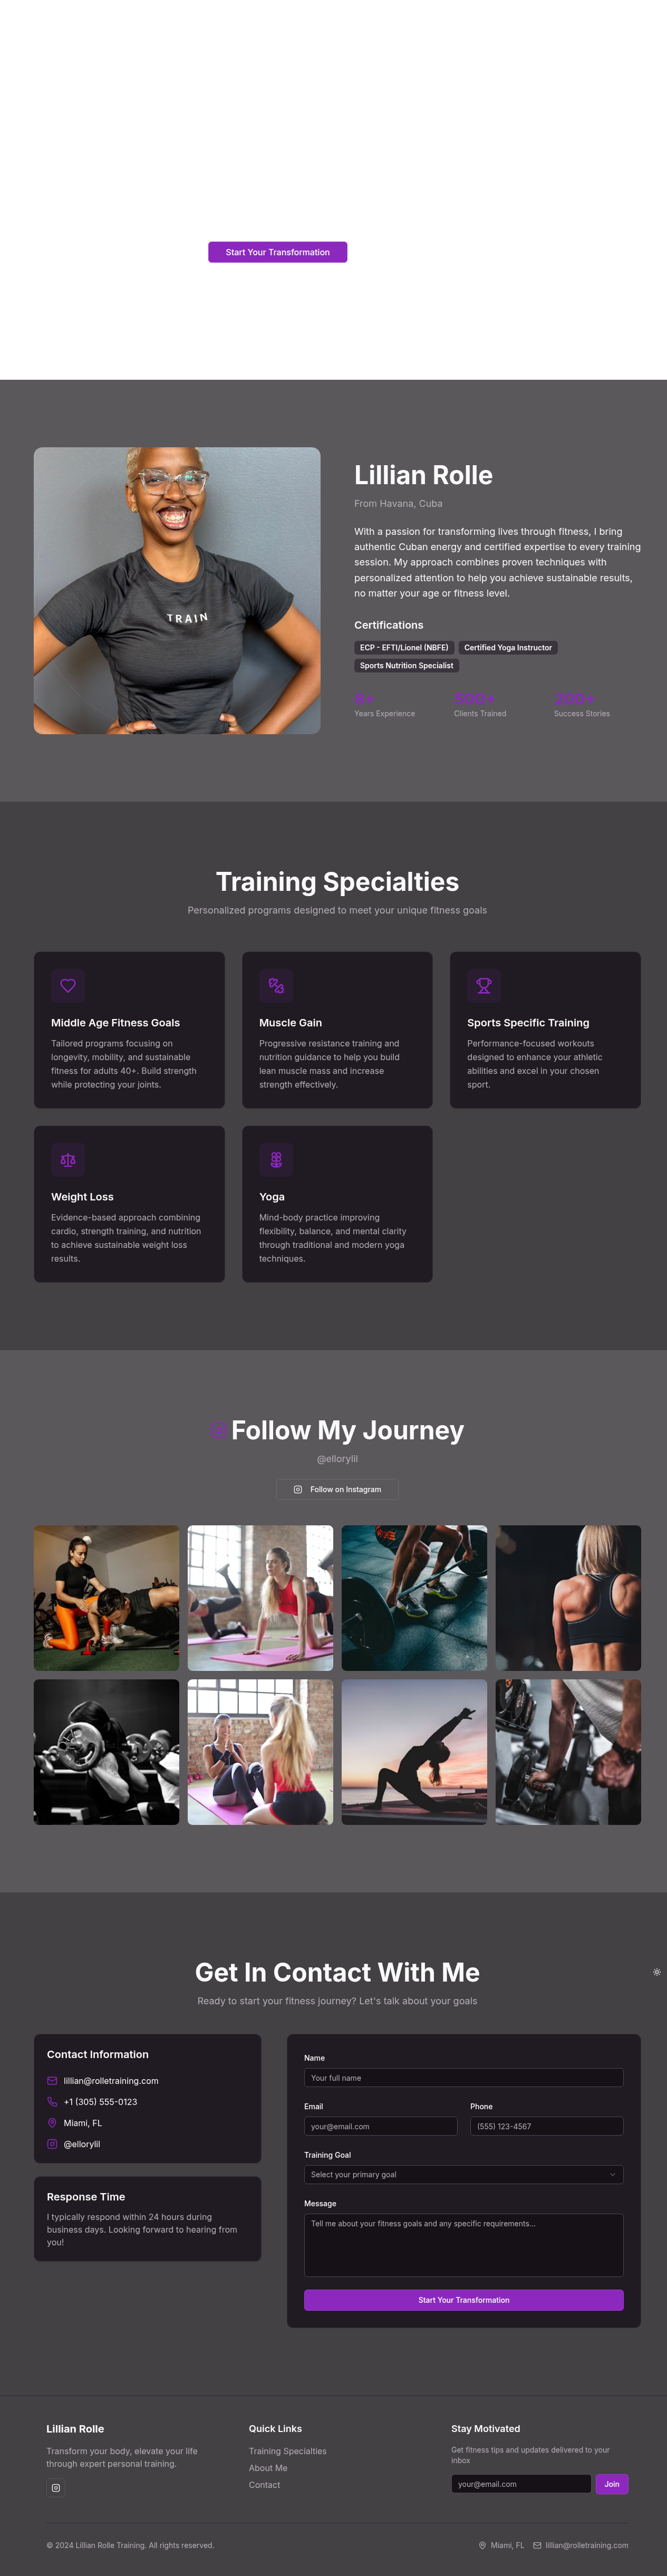 Start Your Transformation
TRAIN
Lillian Rolle
From Havana, Cuba
With a passion for transforming lives through fitness, I bring
authentic Cuban energy and certified expertise to every training
session. My approach combines proven techniques with
personalized attention to help you achieve sustainable results,
no matter your age or fitness level.
Certifications
ECP - EFTI/Lionel (NBFE) Certified Yoga Instructor
Sports Nutrition Specialist
8+ 500+ 200+
Years Experience Clients Trained Success Stories
Training Specialties
Personalized programs designed to meet your unique fitness goals
Middle Age Fitness Goals
Tailored programs focusing on
longevity, mobility, and sustainable
fitness for adults 40+. Build strength
while protecting your joints.
Muscle Gain
Progressive resistance training and
nutrition guidance to help you build
lean muscle mass and increase
strength effectively.
Sports Specific Training
Performance-focused workouts
designed to enhance your athletic
abilities and excel in your chosen
sport.
Weight Loss
Evidence-based approach combining
cardio, strength training, and nutrition
to achieve sustainable weight loss
results.
Yoga
Mind-body practice improving
flexibility, balance, and mental clarity
through traditional and modern yoga
techniques.
Follow My Journey
@ellorylil
Follow on Instagram
Get In Contact With Me
Ready to start your fitness journey? Let's talk about your goals
Contact Information
lillian@rolletraining.com
+1 (305) 555-0123
Miami, FL
@ellorylil
Response Time
I typically respond within 24 hours during
business days. Looking forward to hearing from
you!
Name
Your full name
Email Phone
your@email.com (555) 123-4567
Training Goal
Select your primary goal
Message
Tell me about your fitness goals and any specific requirements...
Start Your Transformation
Lillian Rolle
Transform your body, elevate your life
through expert personal training.
Quick Links
Training Specialties
About Me
Contact
Stay Motivated
Get fitness tips and updates delivered to your
inbox
your@email.com Join
© 2024 Lillian Rolle Training. All rights reserved.
Miami, FL lillian@rolletraining.com